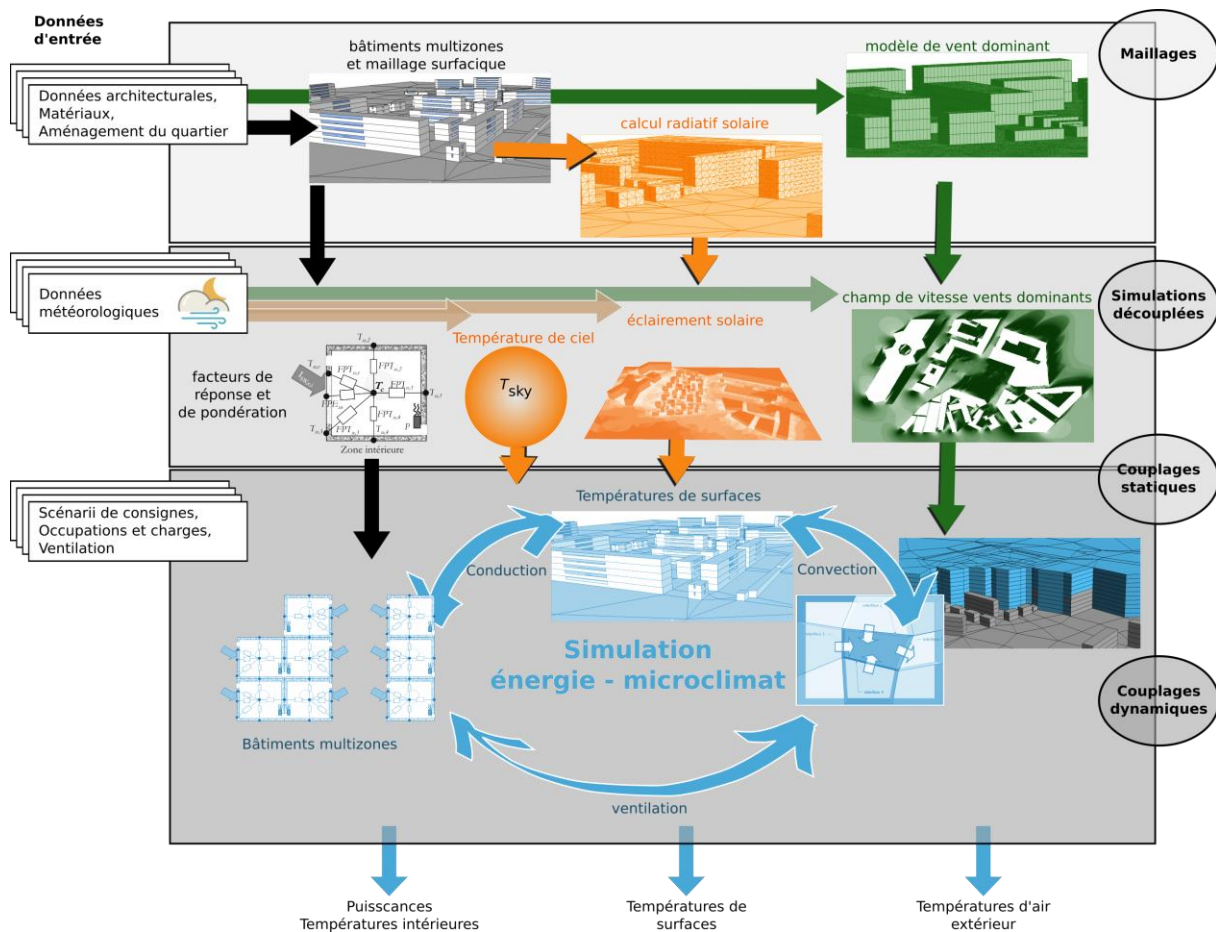 Données
d'entrée
bâtiments multizones
et maillage surfacique
modèle de vent dominant
Maillages
Données architecturales,
Matériaux,
Aménagement du quartier
calcul radiatif solaire
Données
météorologiques
champ de vitesse vents dominants
Simulations
découplées
éclairement solaire
Température de ciel
facteurs de
réponse et
de pondération
Zone intérieure
Tsky
Couplages
statiques
Scénarii de consignes,
Occupations et charges,
Ventilation
Températures de surfaces
Conduction
Convection
Simulation
énergie - microclimat
Couplages
dynamiques
Bâtiments multizones
ventilation
Puisscances
Températures intérieures
Températures de
surfaces
Températures d'air
extérieur